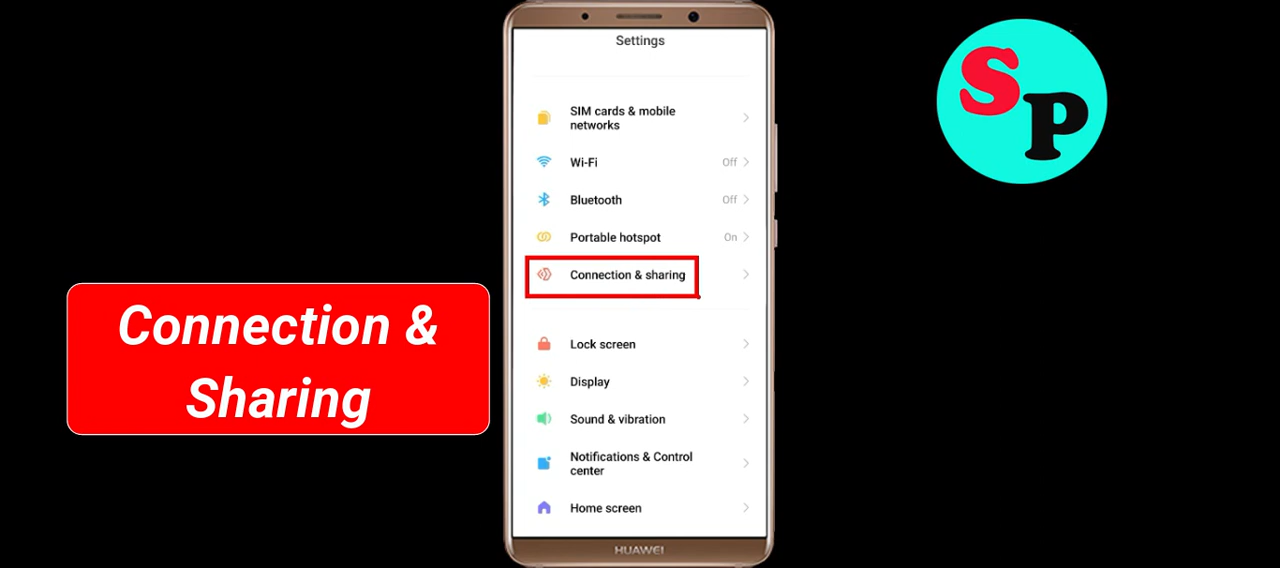 Settings
SIM cards & mobile
networks
Wi-Fi Off
Bluetooth Off
Portable hotspot On
Connection & sharing
Lock screen
Display
Sound & vibration
Notifications & Control
center
Home screen
HUAWEI
Connection &
Sharing
SP